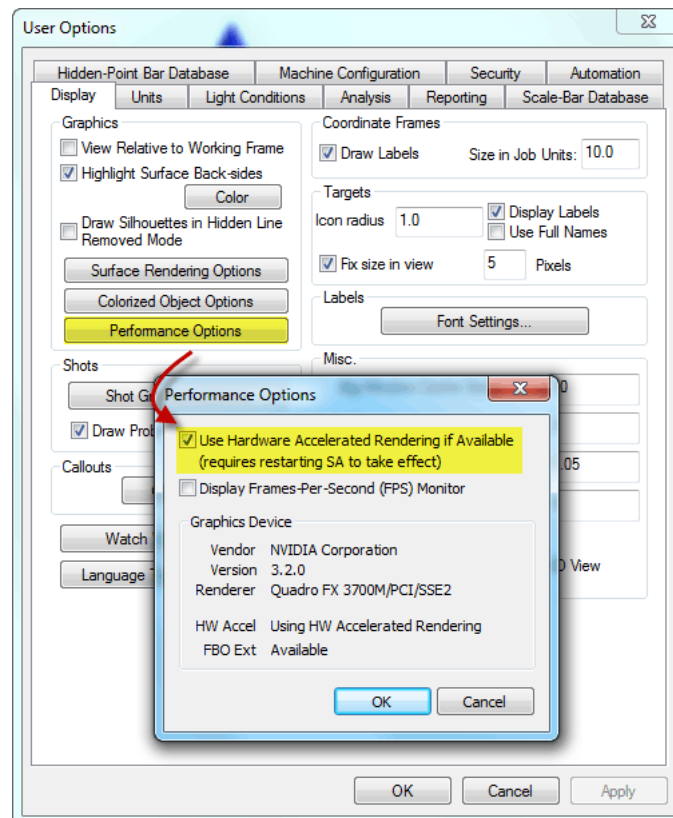 User Options
Hidden-Point Bar Database Machine Configuration Security Automation
Display Units Light Conditions Analysis Reporting Scale-Bar Database
Graphics
View Relative to Working Frame
Highlight Surface Back-sides
Color
Draw Silhouettes in Hidden Line
Removed Mode
Surface Rendering Options
Colorized Object Options
Performance Options
Coordinate Frames
Draw Labels Size in Job Units: 10.0
Targets
Icon radius 1.0 Display Labels
Use Full Names
Fix size in view 5 Pixels
Labels
Font Settings...
Shots
Shot
Draw
Callouts
Watch
Language
Misc.
.05
View
Performance Options
Use Hardware Accelerated Rendering if Available
(requires restarting SA to take effect)
Display Frames-Per-Second (FPS) Monitor
Graphics Device
Vendor NVIDIA Corporation
Version 3.2.0
Renderer Quadro FX 3700M/PCI/SSE2
HW Accel Using HW Accelerated Rendering
FBO Ext Available
OK Cancel
OK Cancel Apply